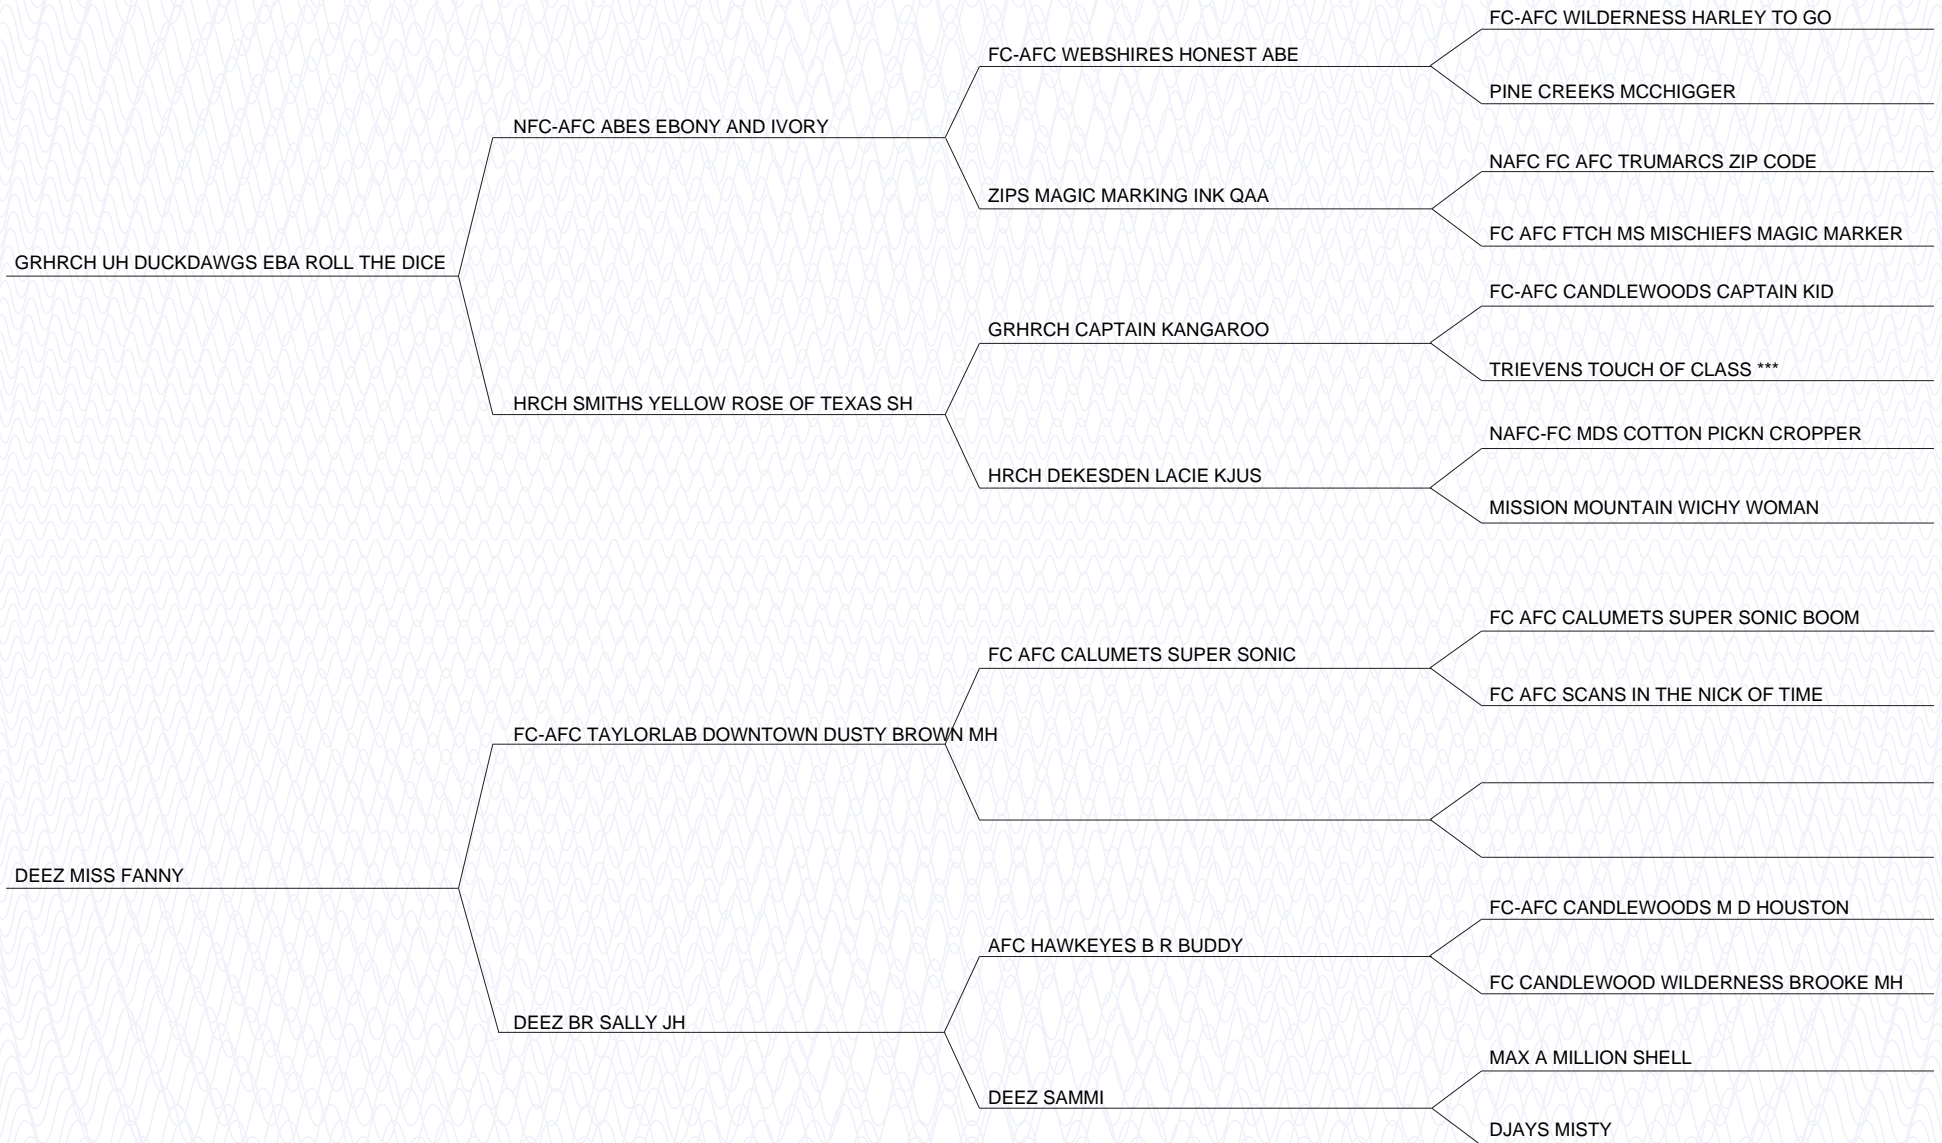 FC-AFC WILDERNESS HARLEY TO GO
FC-AFC WEBSHIRES HONEST ABE
PINE CREEKS MCCHIGGER
NFC-AFC ABES EBONY AND IVORY
NAFC FC AFC TRUMARCS ZIP CODE
ZIPS MAGIC MARKING INK QAA
FC AFC FTCH MS MISCHIEFS MAGIC MARKER
GRHRCH UH DUCKDAWGS EBA ROLL THE DICE
FC-AFC CANDLEWOODS CAPTAIN KID
GRHRCH CAPTAIN KANGAROO
TRIEVENS TOUCH OF CLASS ***
HRCH SMITHS YELLOW ROSE OF TEXAS SH
NAFC-FC MDS COTTON PICKN CROPPER
HRCH DEKESDEN LACIE KJUS
MISSION MOUNTAIN WICHY WOMAN
FC AFC CALUMETS SUPER SONIC BOOM
FC AFC CALUMETS SUPER SONIC
FC AFC SCANS IN THE NICK OF TIME
FC-AFC TAYLORLAB DOWNTOWN DUSTY BROWN MH
DEEZ MISS FANNY
FC-AFC CANDLEWOODS M D HOUSTON
AFC HAWKEYES B R BUDDY
FC CANDLEWOOD WILDERNESS BROOKE MH
DEEZ BR SALLY JH
MAX A MILLION SHELL
DEEZ SAMMI
DJAYS MISTY